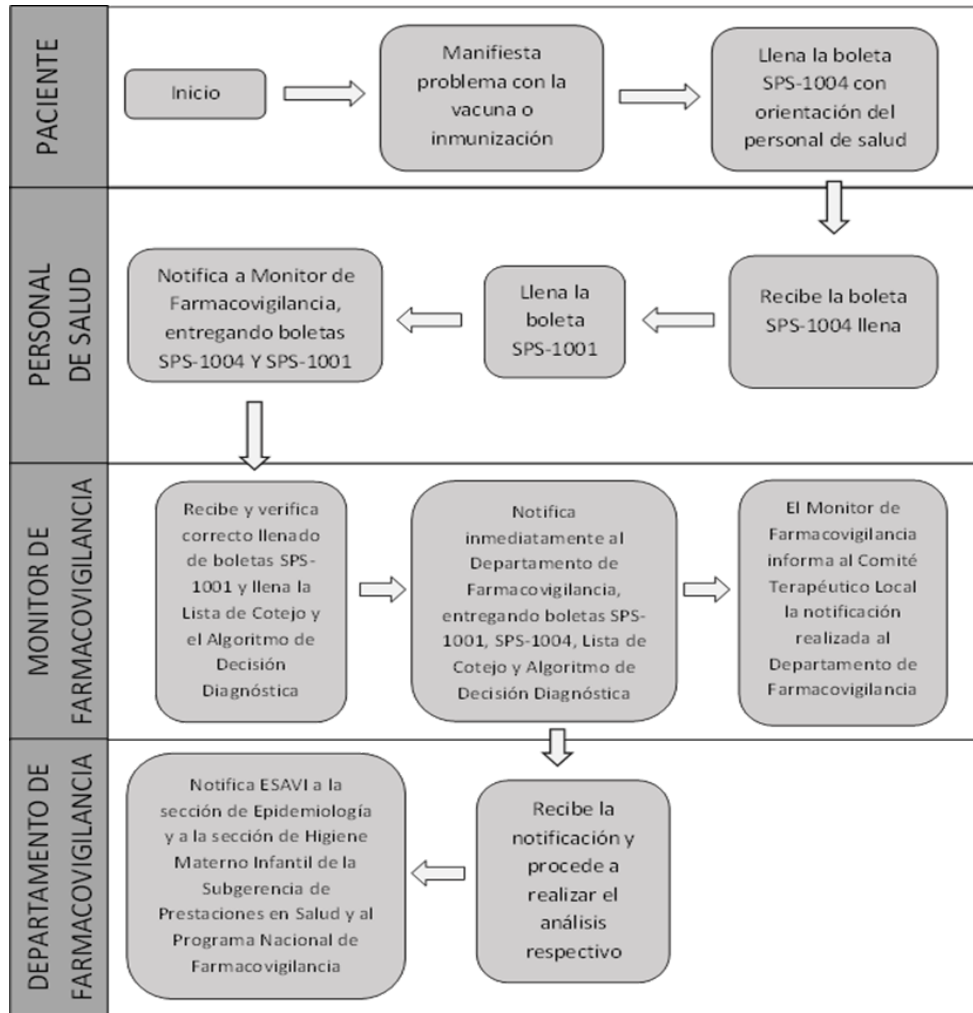 PACIENTE
Inicio
Manifiesta
problema con la
vacuna o
inmunización
Llena la boleta
SPS-1004 con
orientación del
personal de salud
PERSONAL
DE SALUD
Recibe la boleta
SPS-1004 llena
Llena la
boleta
SPS-1001
Notifica a Monitor de
Farmacovigilancia,
entregando boletas
SPS-1004 Y SPS-1001
MONITOR DE
FARMACOVIGILANCIA
Recibe y verifica
correcto llenado
de boletas SPS-
1001 y llena la
Lista de Cotejo y
el Algoritmo de
Decisión
Diagnóstica
Notifica
inmediatamente al
Departamento de
Farmacovigilancia,
entregando boletas SPS-
1001, SPS-1004, Lista de
Cotejo y Algoritmo de
Decisión Diagnóstica
El Monitor de
Farmacovigilancia
informa al Comité
Terapéutico Local
la notificación
realizada al
Departamento de
Farmacovigilancia
DEPARTAMENTO DE
FARMACOVIGILANCIA
Recibe la
notificación y
procede a
realizar el
análisis
respectivo
Notifica ESAVI a la
sección de Epidemiología
y a la sección de Higiene
Materno Infantil de la
Subgerencia de
Prestaciones en Salud y al
Programa Nacional de
Farmacovigilancia